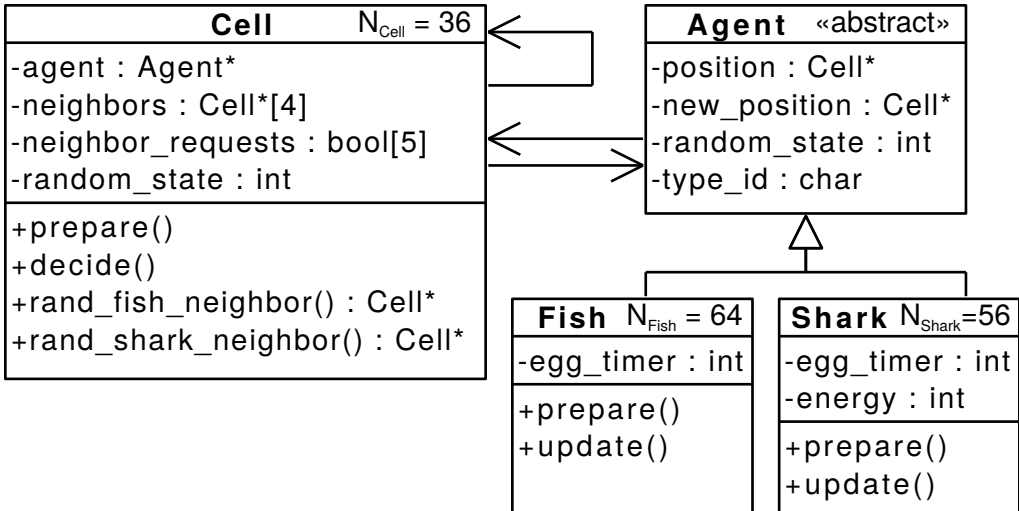 Cell N_Cell = 36
-agent : Agent*
-neighbors : Cell*[4]
-neighbor_requests : bool[5]
-random_state : int
+prepare()
+decide()
+rand_fish_neighbor() : Cell*
+rand_shark_neighbor() : Cell*
Agent «abstract»
-position : Cell*
-new_position : Cell*
-random_state : int
-type_id : char
Fish N_Fish = 64
-egg_timer : int
+prepare()
+update()
Shark N_Shark=56
-egg_timer : int
-energy : int
+prepare()
+update()